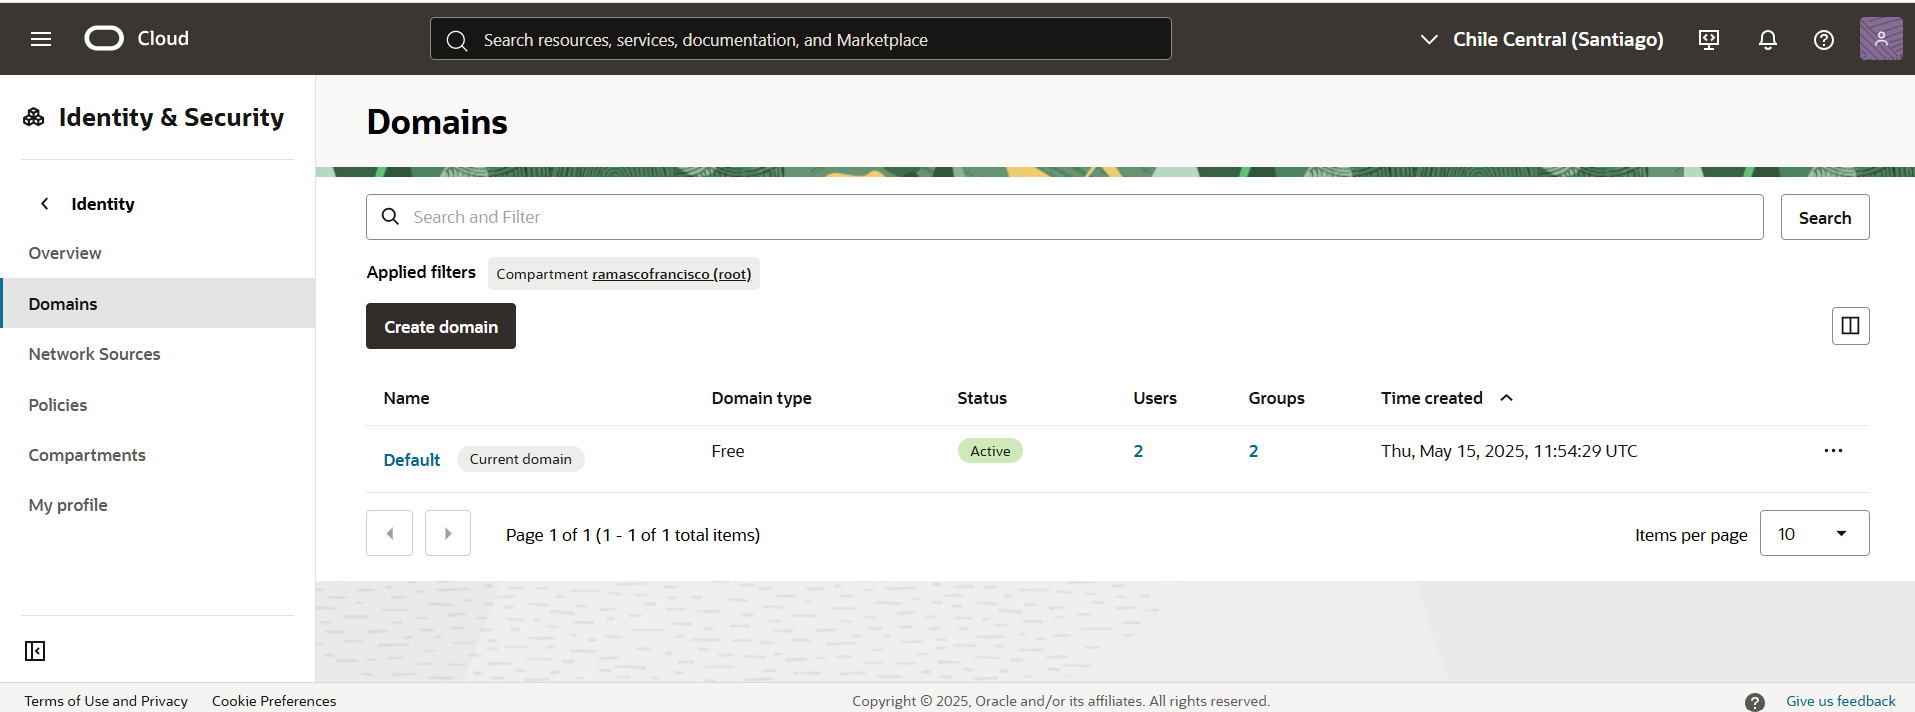 Cloud
Search resources, services, documentation, and Marketplace
Chile Central (Santiago)
Identity & Security
Identity
Overview
Domains
Network Sources
Policies
Compartments
My profile
Domains
Search and Filter
Search
Applied filters Compartment ramascofrancisco (root)
Create domain
Name Domain type Status Users Groups Time created
Default Current domain Free Active 2 2 Thu, May 15, 2025, 11:54:29 UTC
Page 1 of 1 (1 - 1 of 1 total items)
Items per page 10
Terms of Use and Privacy Cookie Preferences
Copyright © 2025, Oracle and/or its affiliates. All rights reserved.
Give us feedback